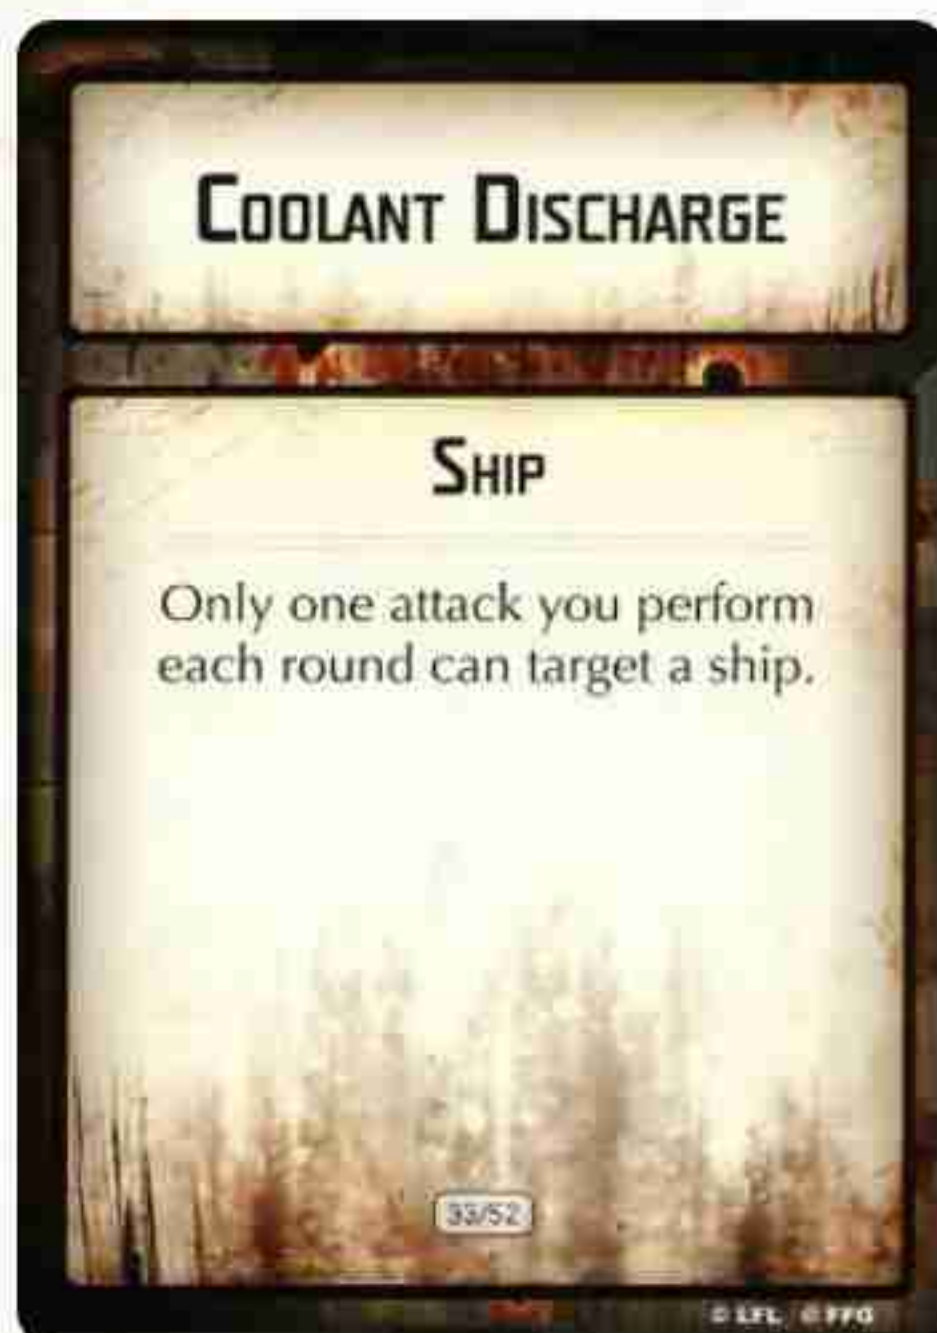 Coolant Discharge
Ship
Only one attack you perform
each round can target a ship.
33/52
© LFL © FFG